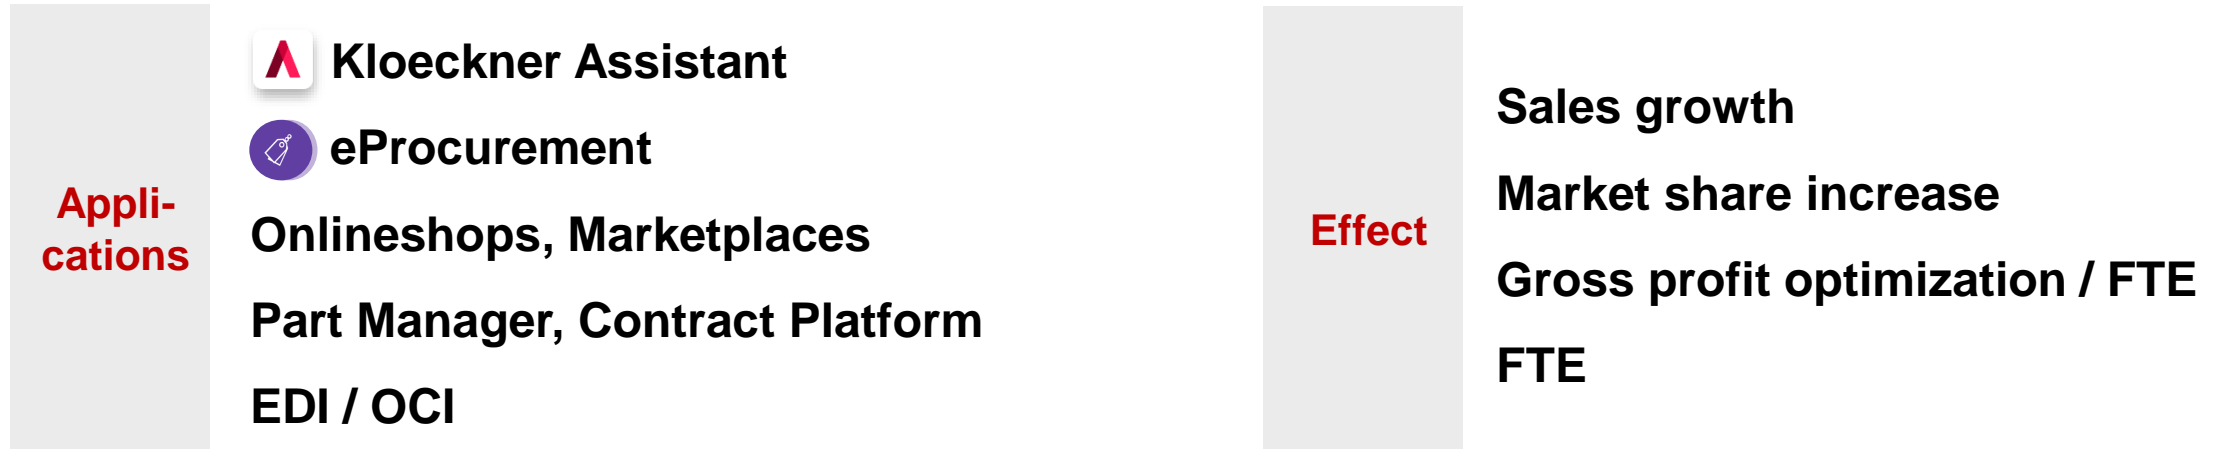 Appli-
cations
Kloeckner Assistant
eProcurement
Onlineshops, Marketplaces
Part Manager, Contract Platform
EDI / OCI
Effect
Sales growth
Market share increase
Gross profit optimization / FTE
FTE